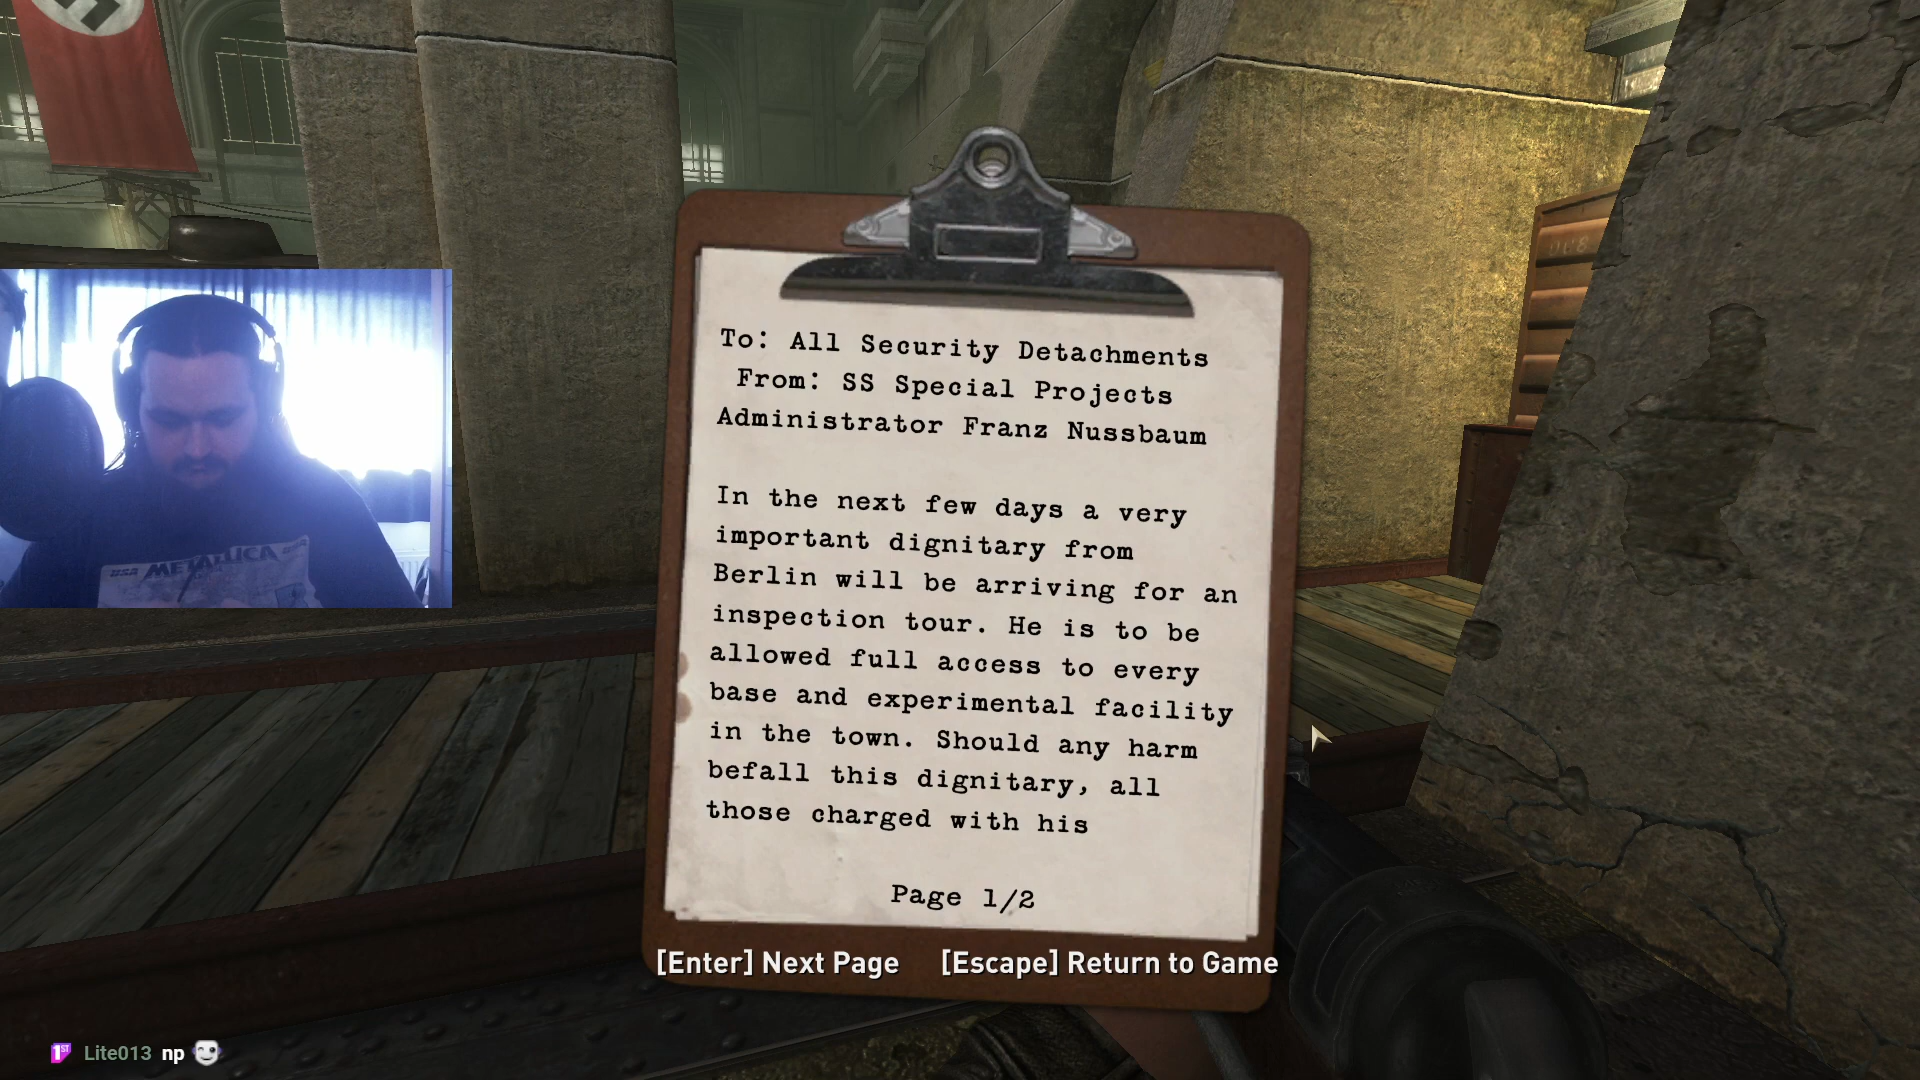 To: All Security Detachments
From: SS Special Projects
Administrator Franz Nussbaum
In the next few days a very
important dignitary from
Berlin will be arriving for an
inspection tour. He is to be
allowed full access to every
base and experimental facility
in the town. Should any harm
befall this dignitary, all
those charged with his
Page 1/2
[Enter] Next Page [Escape] Return to Game
USA METALLICA
1ST Lite013 np